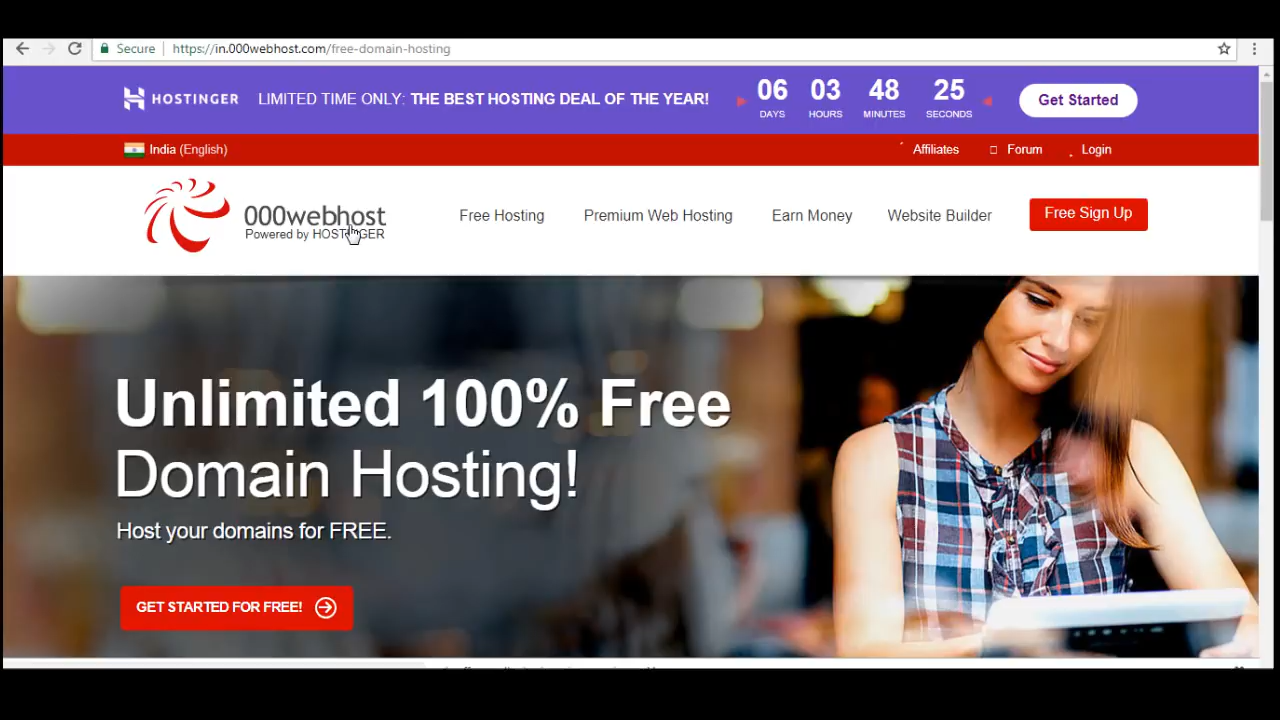 Secure https://in.000webhost.com/free-domain-hosting
HOSTINGER LIMITED TIME ONLY: THE BEST HOSTING DEAL OF THE YEAR! 06 03 48 25 Get Started
DAYS HOURS MINUTES SECONDS
India (English) Affiliates Forum Login
000webhost Free Hosting Premium Web Hosting Earn Money Website Builder Free Sign Up
Powered by HOSTINGER
Unlimited 100% Free
Domain Hosting!
Host your domains for FREE.
GET STARTED FOR FREE!